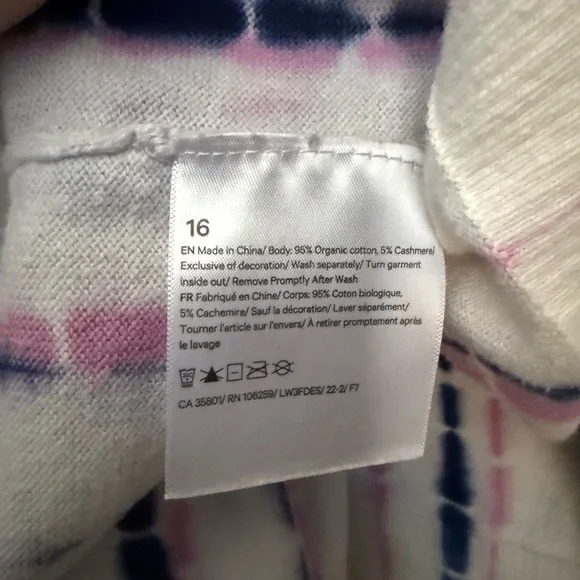 16
EN Made in China/ Body: 95% Organic cotton, 5% Cashmere/
Exclusive of decoration/ Wash separately/ Turn garment
inside out/ Remove Promptly After Wash
FR Fabriqué en Chine/ Corps: 95% Coton biologique,
5% Cachemire/ Sauf la décoration/ Laver séparément/
Tourner l'article sur l'envers/ À retirer promptement après
le lavage
CA 35801/ RN 106259/ LW3FDES/ 22-2/ F7